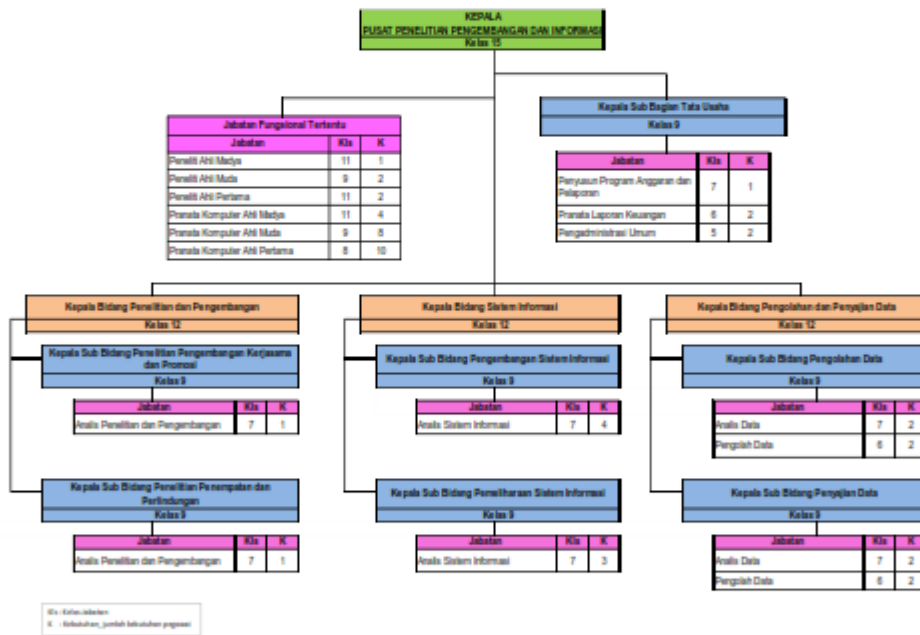 KEPALA
PUSAT PENELITIAN PENGEMBANGAN DAN INFORMASI
Kelas 15
Kepala Sub Bagian Tata Usaha
Kelas 9
Jabatan Fungsional Tertentu
Jabatan Kls K
Peneliti Ahli Madya 11 1
Peneliti Ahli Muda 9 2
Peneliti Ahli Pertama 11 2
Pranata Komputer Ahli Madya 11 4
Pranata Komputer Ahli Muda 9 8
Pranata Komputer Ahli Pertama 8 10
Jabatan Kls K
Penyusun Program Anggaran dan
Pelaporan 7 1
Pranata Laporan Keuangan 6 2
Pengadministrasi Umum 5 2
Kepala Bidang Penelitian dan Pengembangan
Kelas 12
Kepala Sub Bidang Penelitian Pengembangan Kerjasama
dan Promosi
Kelas 9
Jabatan Kls K
Analis Penelitian dan Pengembangan 7 1
Kepala Sub Bidang Penelitian Penempatan dan
Perlindungan
Kelas 9
Jabatan Kls K
Analis Penelitian dan Pengembangan 7 1
Kepala Bidang Sistem Informasi
Kelas 12
Kepala Sub Bidang Pengembangan Sistem Informasi
Kelas 9
Jabatan Kls K
Analis Sistem Informasi 7 4
Kepala Sub Bidang Pemeliharaan Sistem Informasi
Kelas 9
Jabatan Kls K
Analis Sistem Informasi 7 3
Kepala Bidang Pengolahan dan Penyajian Data
Kelas 12
Kepala Sub Bidang Pengolahan Data
Kelas 9
Jabatan Kls K
Analis Data 7 2
Pengolah Data 6 2
Kepala Sub Bidang Penyajian Data
Kelas 9
Jabatan Kls K
Analis Data 7 2
Pengolah Data 6 2
Kls : Kelas Jabatan
K : Kebutuhan, jumlah kebutuhan pegawai